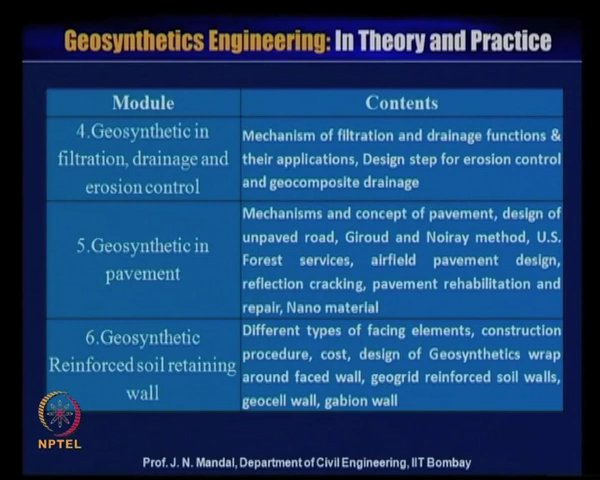 Geosynthetics Engineering: In Theory and Practice
Module
Contents
4.Geosynthetic in
filtration, drainage and
erosion control
Mechanism of filtration and drainage functions &
their applications, Design step for erosion control
and geocomposite drainage
5.Geosynthetic in
pavement
Mechanisms and concept of pavement, design of
unpaved road, Giroud and Noiray method, U.S.
Forest services, airfield pavement design,
reflection cracking, pavement rehabilitation and
repair, Nano material
6.Geosynthetic
Reinforced soil retaining
wall
Different types of facing elements, construction
procedure, cost, design of Geosynthetics wrap
around faced wall, geogrid reinforced soil walls,
geocell wall, gabion wall
NPTEL
Prof. J. N. Mandal, Department of Civil Engineering, IIT Bombay